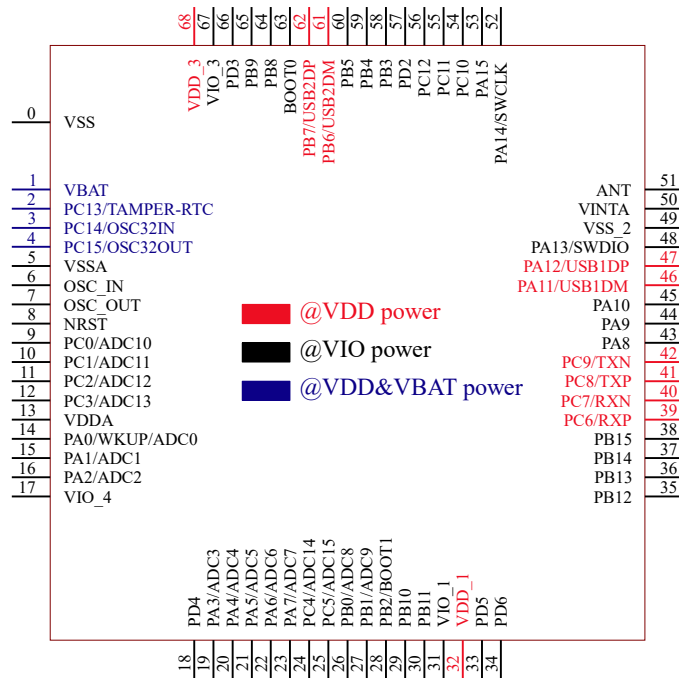 68 VDD_3
67 VIO_3
66 PD3
65 PB9
64 PB8
63 BOOT0
62 PB7/USB2DP
61 PB6/USB2DM
60 PB5
59 PB4
58 PB3
57 PD2
56 PC12
55 PC11
54 PC10
53 PA15
52 PA14/SWCLK
0 VSS
1 VBAT
2 PC13/TAMPER-RTC
3 PC14/OSC32IN
4 PC15/OSC32OUT
5 VSSA
6 OSC_IN
7 OSC_OUT
8 NRST
9 PC0/ADC10
10 PC1/ADC11
11 PC2/ADC12
12 PC3/ADC13
13 VDDA
14 PA0/WKUP/ADC0
15 PA1/ADC1
16 PA2/ADC2
17 VIO_4
@VDD power
@VIO power
@VDD&VBAT power
ANT 51
VINTA 50
VSS_2 49
PA13/SWDIO 48
PA12/USB1DP 47
PA11/USB1DM 46
PA10 45
PA9 44
PA8 43
PC9/TXN 42
PC8/TXP 41
PC7/RXN 40
PC6/RXP 39
PB15 38
PB14 37
PB13 36
PB12 35
PD4 18
PA3/ADC3 19
PA4/ADC4 20
PA5/ADC5 21
PA6/ADC6 22
PA7/ADC7 23
PC4/ADC14 24
PC5/ADC15 25
PB0/ADC8 26
PB1/ADC9 27
PB2/BOOT1 28
PB10 29
PB11 30
VIO_1 31
VDD_1 32
PD5 33
PD6 34